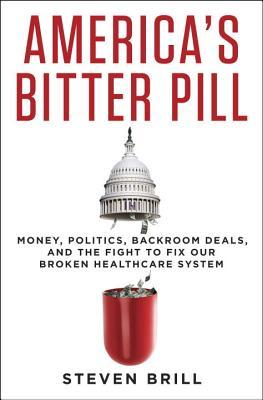 AMERICA'S
BITTER PILL
MONEY, POLITICS, BACKROOM DEALS,
AND THE FIGHT TO FIX OUR
BROKEN HEALTHCARE SYSTEM
STEVEN BRILL